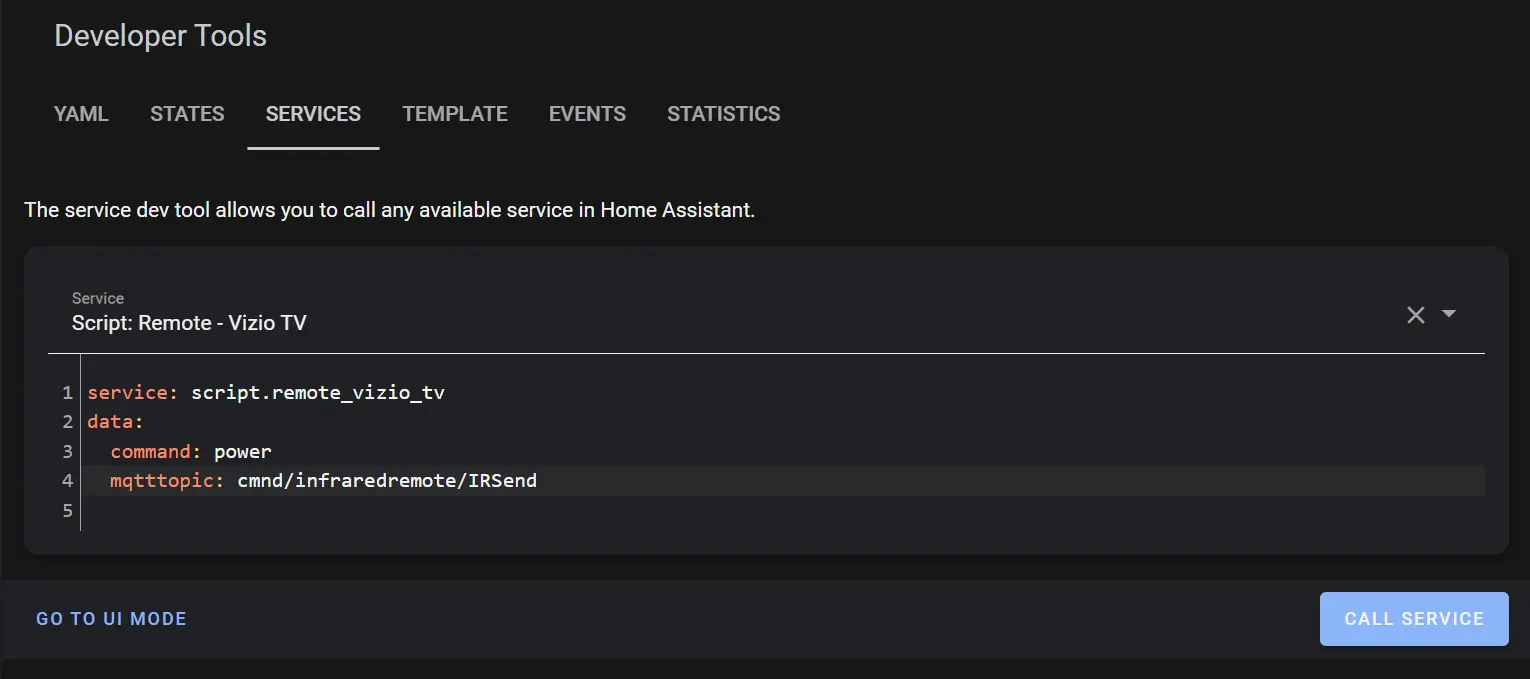 Developer Tools
YAML STATES SERVICES TEMPLATE EVENTS STATISTICS
The service dev tool allows you to call any available service in Home Assistant.
Service
Script: Remote - Vizio TV
1 service: script.remote_vizio_tv
2 data:
3   command: power
4   mqtttopic: cmnd/infraredremote/IRSend
5
GO TO UI MODE CALL SERVICE